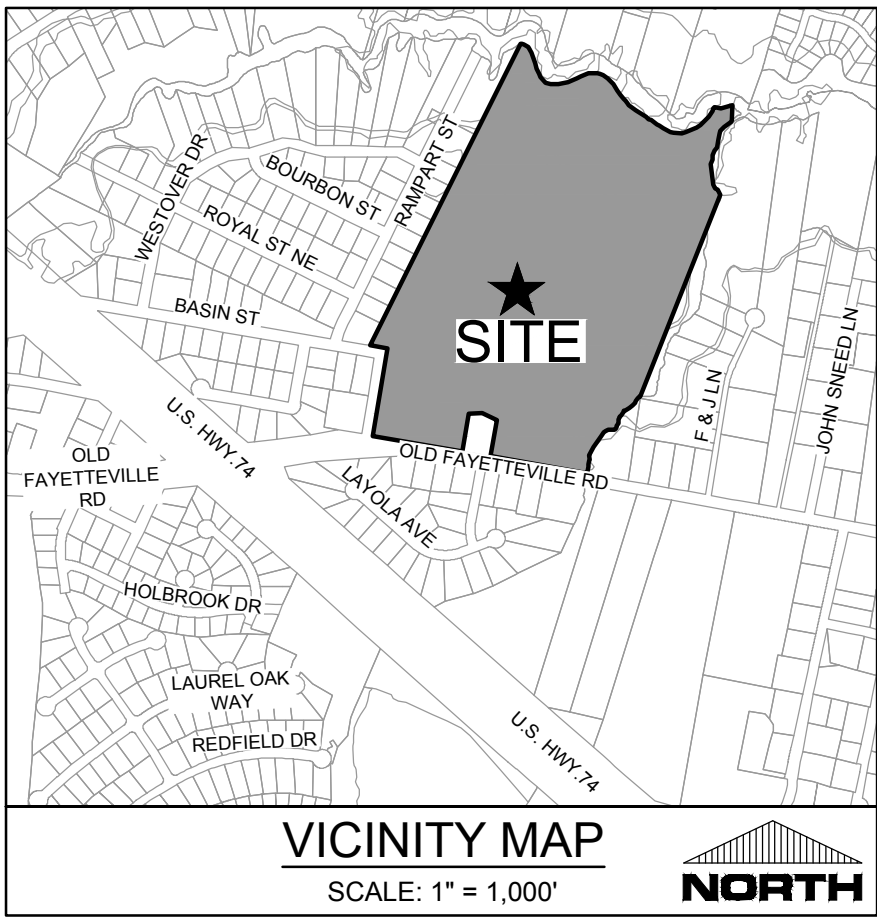 WESTOVER DR
BOURBON ST
RAMPART ST
ROYAL ST NE
BASIN ST
SITE
U.S. HWY.74
F & J LN
JOHN SNEED LN
OLD
FAYETTEVILLE
RD
OLD FAYETTEVILLE RD
LAYOLA AVE
HOLBROOK DR
LAUREL OAK
WAY
REDFIELD DR
U.S. HWY.74
VICINITY MAP
SCALE: 1" = 1,000'
NORTH